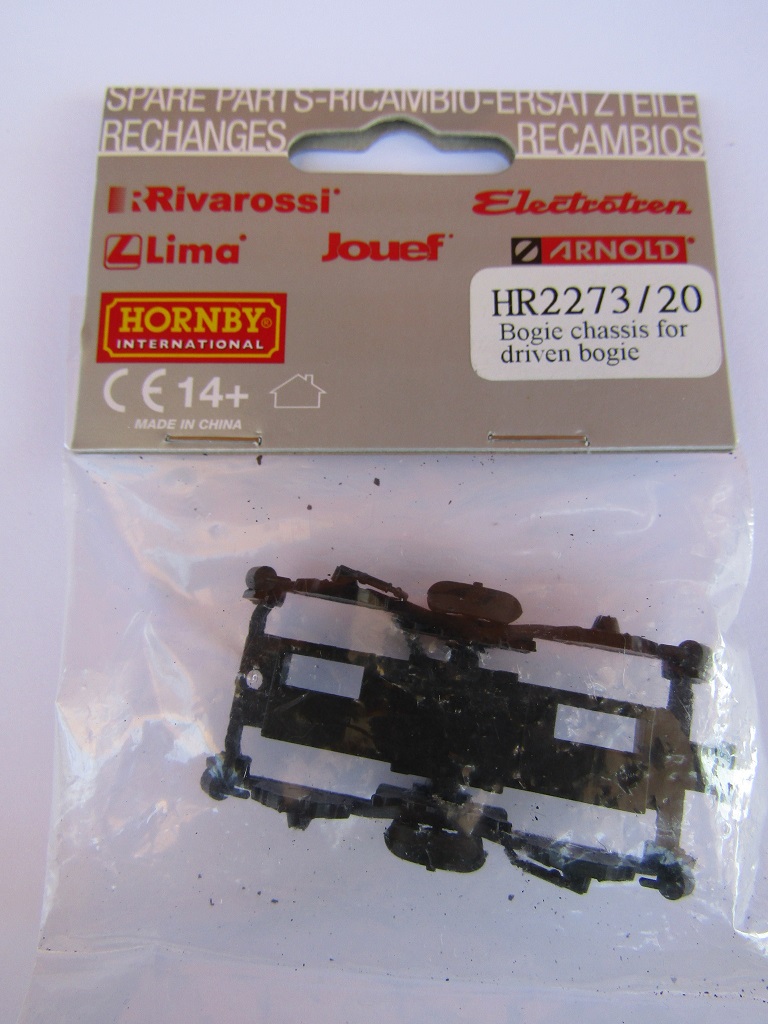 SPARE PARTS-RICAMBIO-ERSATZTEILE
RECHANGES RECAMBIOS
Rivarossi Electrotren
Lima Jouef ARNOLD
HORNBY®
INTERNATIONAL
HR2273/20
Bogie chassis for
driven bogie
CE 14+
MADE IN CHINA